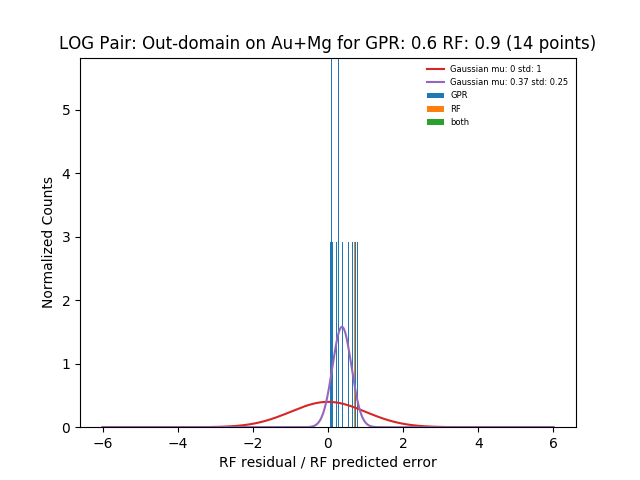 LOG Pair: Out-domain on Au+Mg for GPR: 0.6 RF: 0.9 (14 points)
Gaussian mu: 0 std: 1
Gaussian mu: 0.37 std: 0.25
GPR
RF
both
Normalized Counts
5
4
3
2
1
0
−6
−4
−2
0
2
4
6
RF residual / RF predicted error